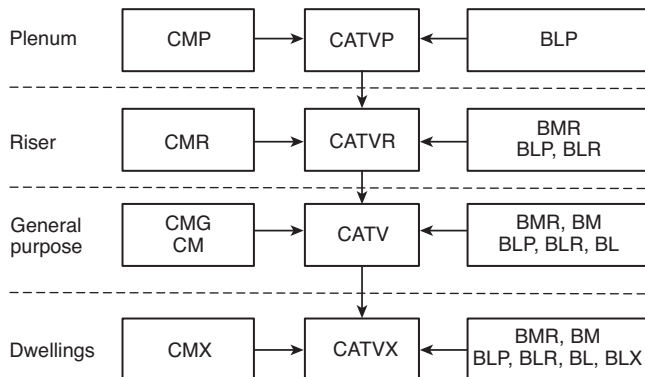 Plenum
CMP
CATVP
BLP
Riser
CMR
CATVR
BMR
BLP, BLR
General
purpose
CMG
CM
CATV
BMR, BM
BLP, BLR, BL
Dwellings
CMX
CATVX
BMR, BM
BLP, BLR, BL, BLX